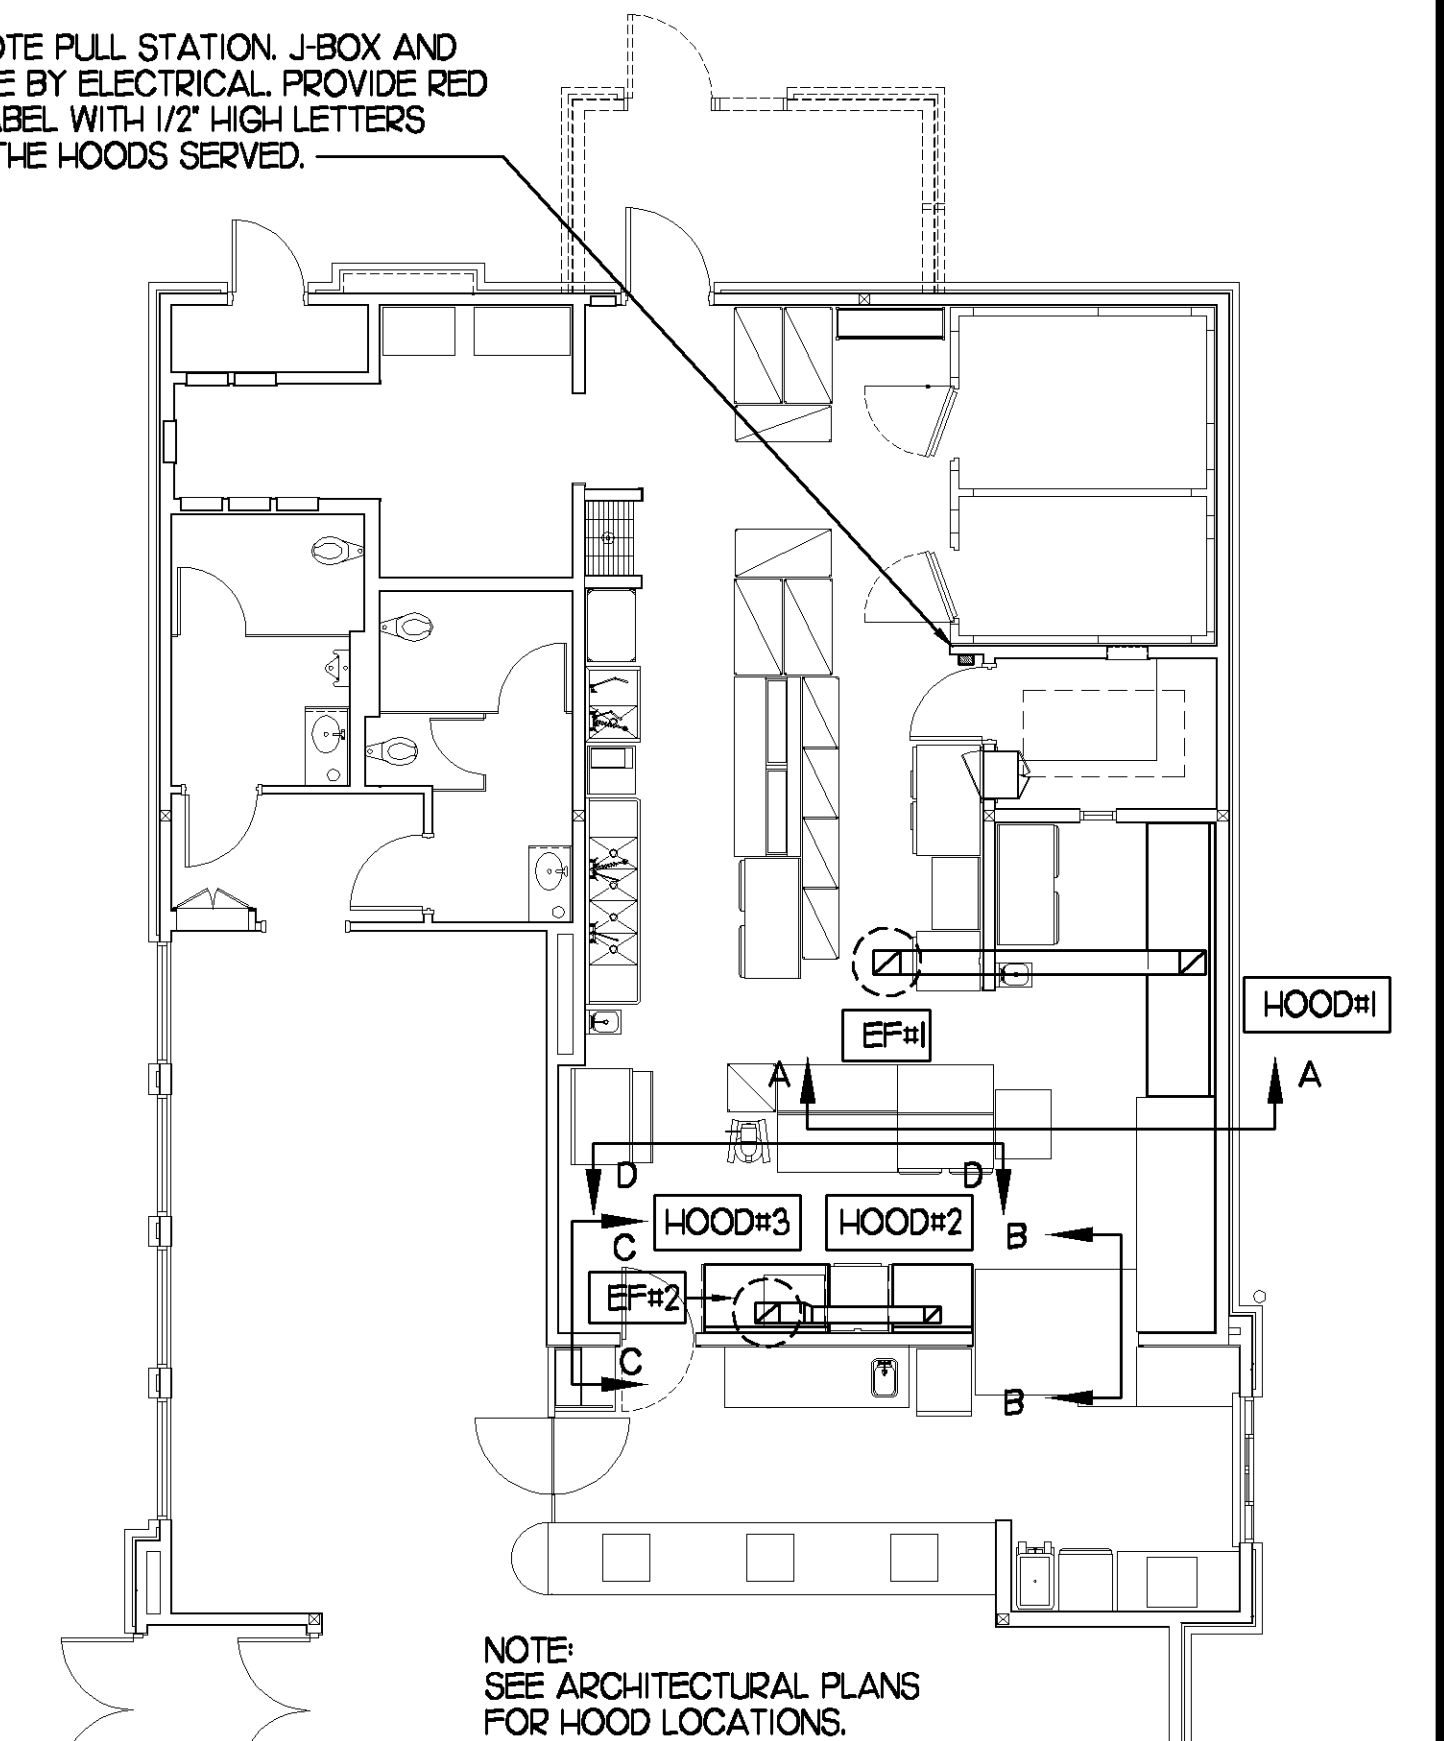 OTE PULL STATION. J-BOX AND
E BY ELECTRICAL. PROVIDE RED
ABEL WITH 1/2" HIGH LETTERS
THE HOODS SERVED.
HOOD#1
EF#1
A
A
D
D
HOOD#3
HOOD#2
B
C
EF#2
C
B
NOTE:
SEE ARCHITECTURAL PLANS
FOR HOOD LOCATIONS.